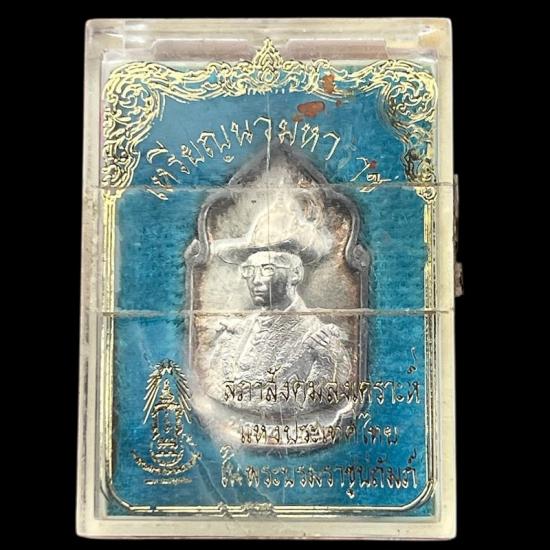 เหรียญนวมหา
สภาสังคมสงเคราะห์
แห่งประเทศไทย
ในพระบรมราชูปถัมภ์